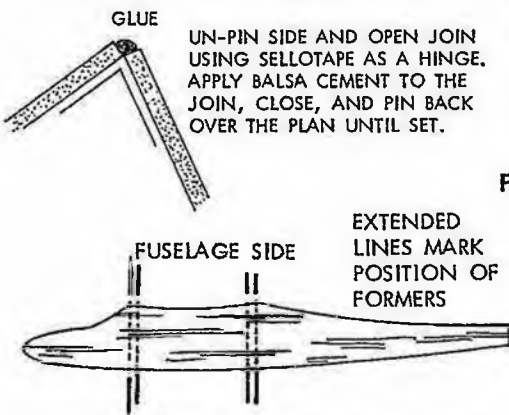 GLUE
UN-PIN SIDE AND OPEN JOIN
USING SELLOTAPE AS A HINGE.
APPLY BALSA CEMENT TO THE
JOIN, CLOSE, AND PIN BACK
OVER THE PLAN UNTIL SET.
F
FUSELAGE SIDE
EXTENDED
LINES MARK
POSITION OF
FORMERS